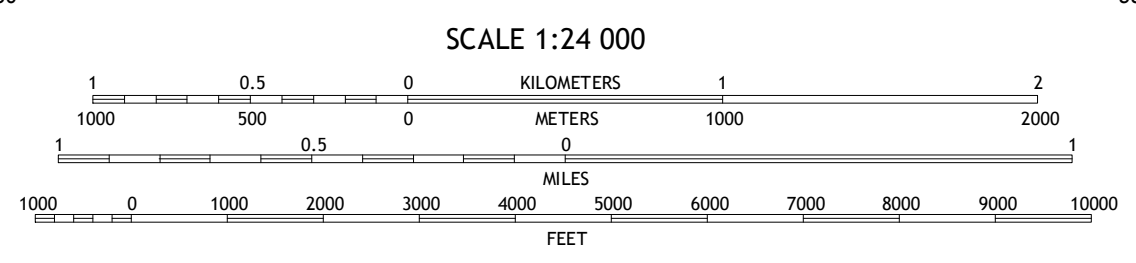 SCALE 1:24 000
1 0.5 0 KILOMETERS 1 2
1000 500 0 METERS 1000 2000
1 0.5 0 1
MILES
1000 0 1000 2000 3000 4000 5000 6000 7000 8000 9000 10000
FEET